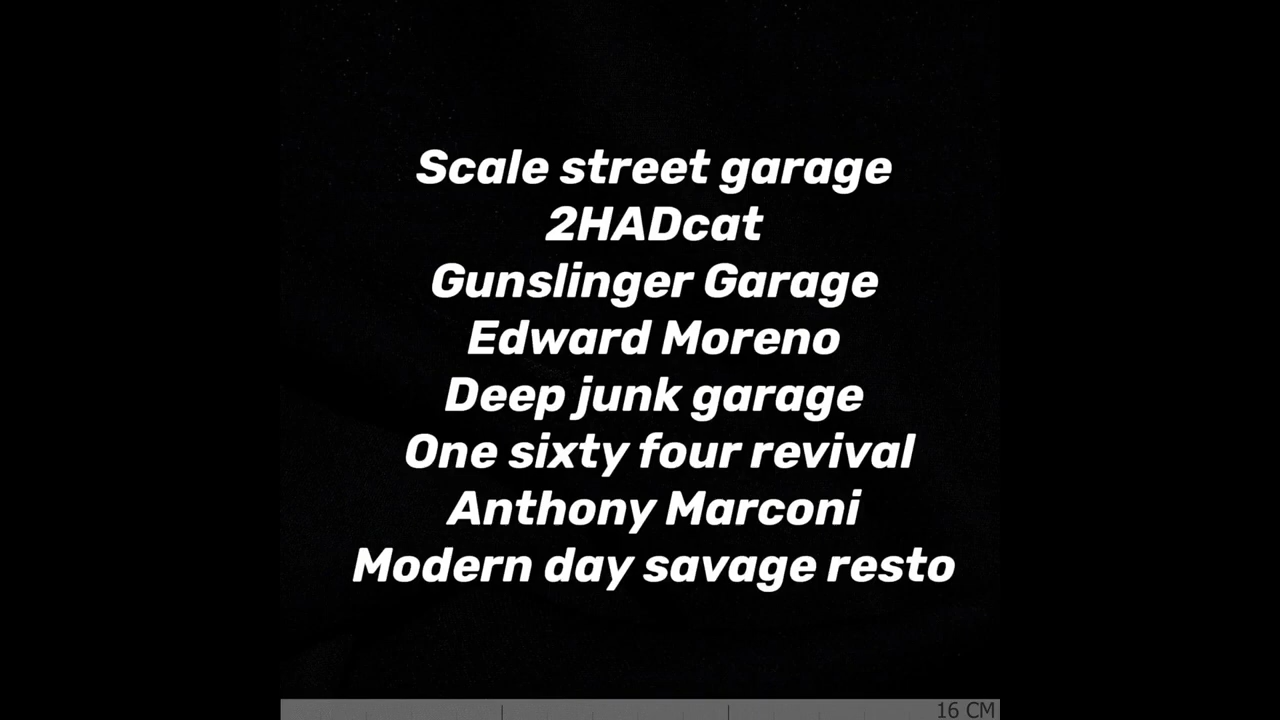 Scale street garage
2HADcat
Gunslinger Garage
Edward Moreno
Deep junk garage
One sixty four revival
Anthony Marconi
Modern day savage resto
16 CM